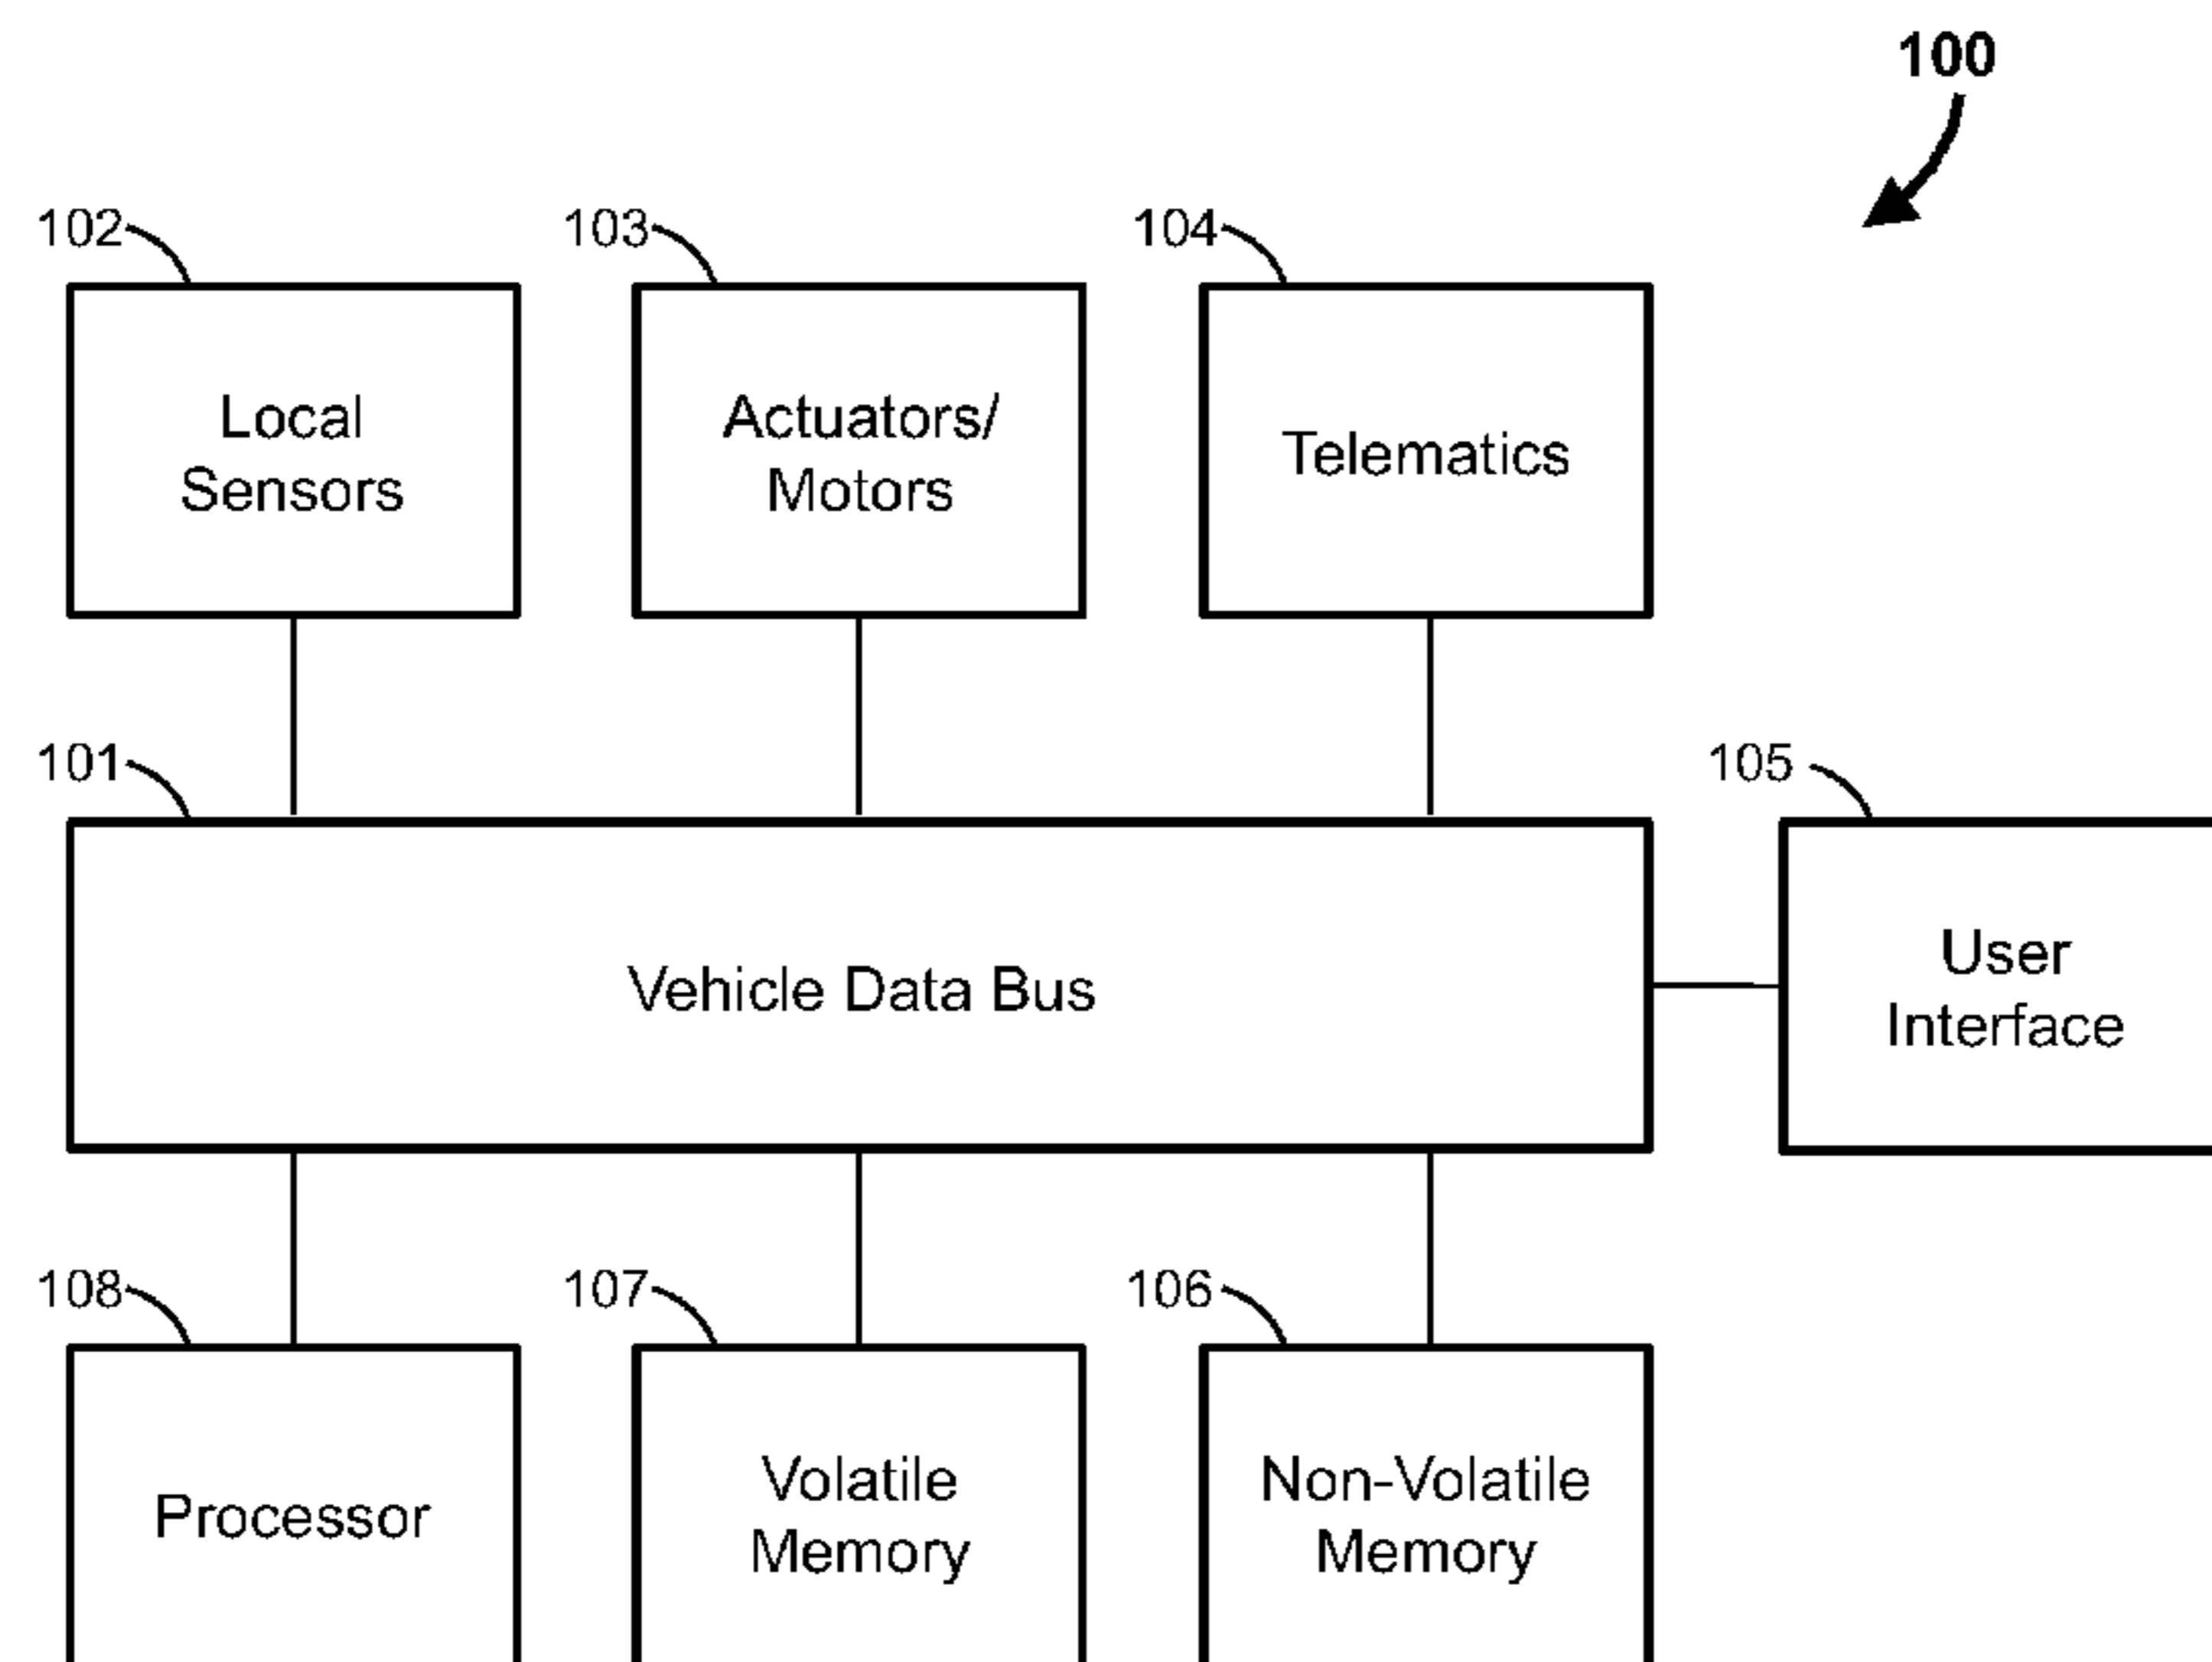 100
102
103
104
Local
Sensors
Actuators/
Motors
Telematics
101
105
Vehicle Data Bus
User
Interface
108
107
106
Processor
Volatile
Memory
Non-Volatile
Memory